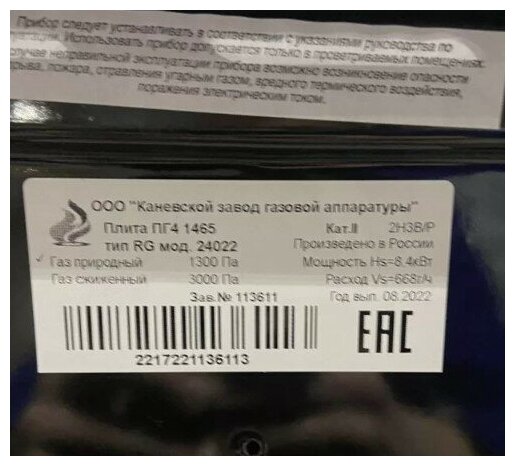 Прибор следует устанавливать в соответствии с указаниями руководства по
уатации. Использовать прибор допускается только в проветриваемых помещениях.
случае неправильной эксплуатации прибора возможно возникновение опасности
рыва, пожара, отравления угарным газом, вредного термического воздействия,
поражения электрическим током.
ООО "Каневской завод газовой аппаратуры"
Плита ПГ4 1465 Кат.II 2Н3В/Р
тип RG мод. 24022 Произведено в России
✓ Газ природный 1300 Па Мощность Hs=8.4кВт
Газ сжиженный 3000 Па Расход Vs=668г/ч
Зав.№ 113611 Год вып. 08.2022
EAC
2217221136113